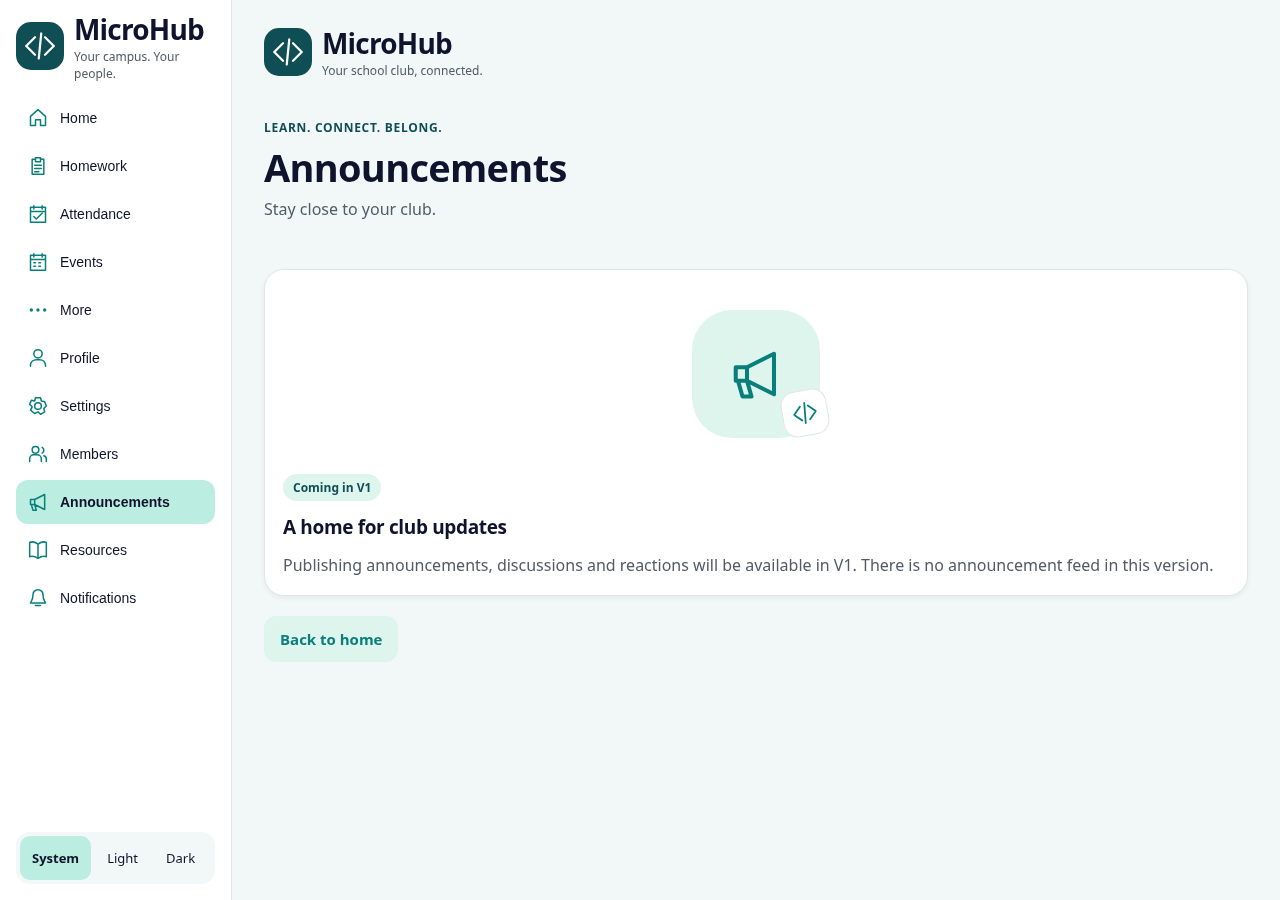 MicroHub
Your campus. Your
people.
Home
Homework
Attendance
Events
More
Profile
Settings
Members
Announcements
Resources
Notifications
System
Light
Dark
MicroHub
Your school club, connected.
LEARN. CONNECT. BELONG.
Announcements
Stay close to your club.
Coming in V1
A home for club updates
Publishing announcements, discussions and reactions will be available in V1. There is no announcement feed in this version.
Back to home